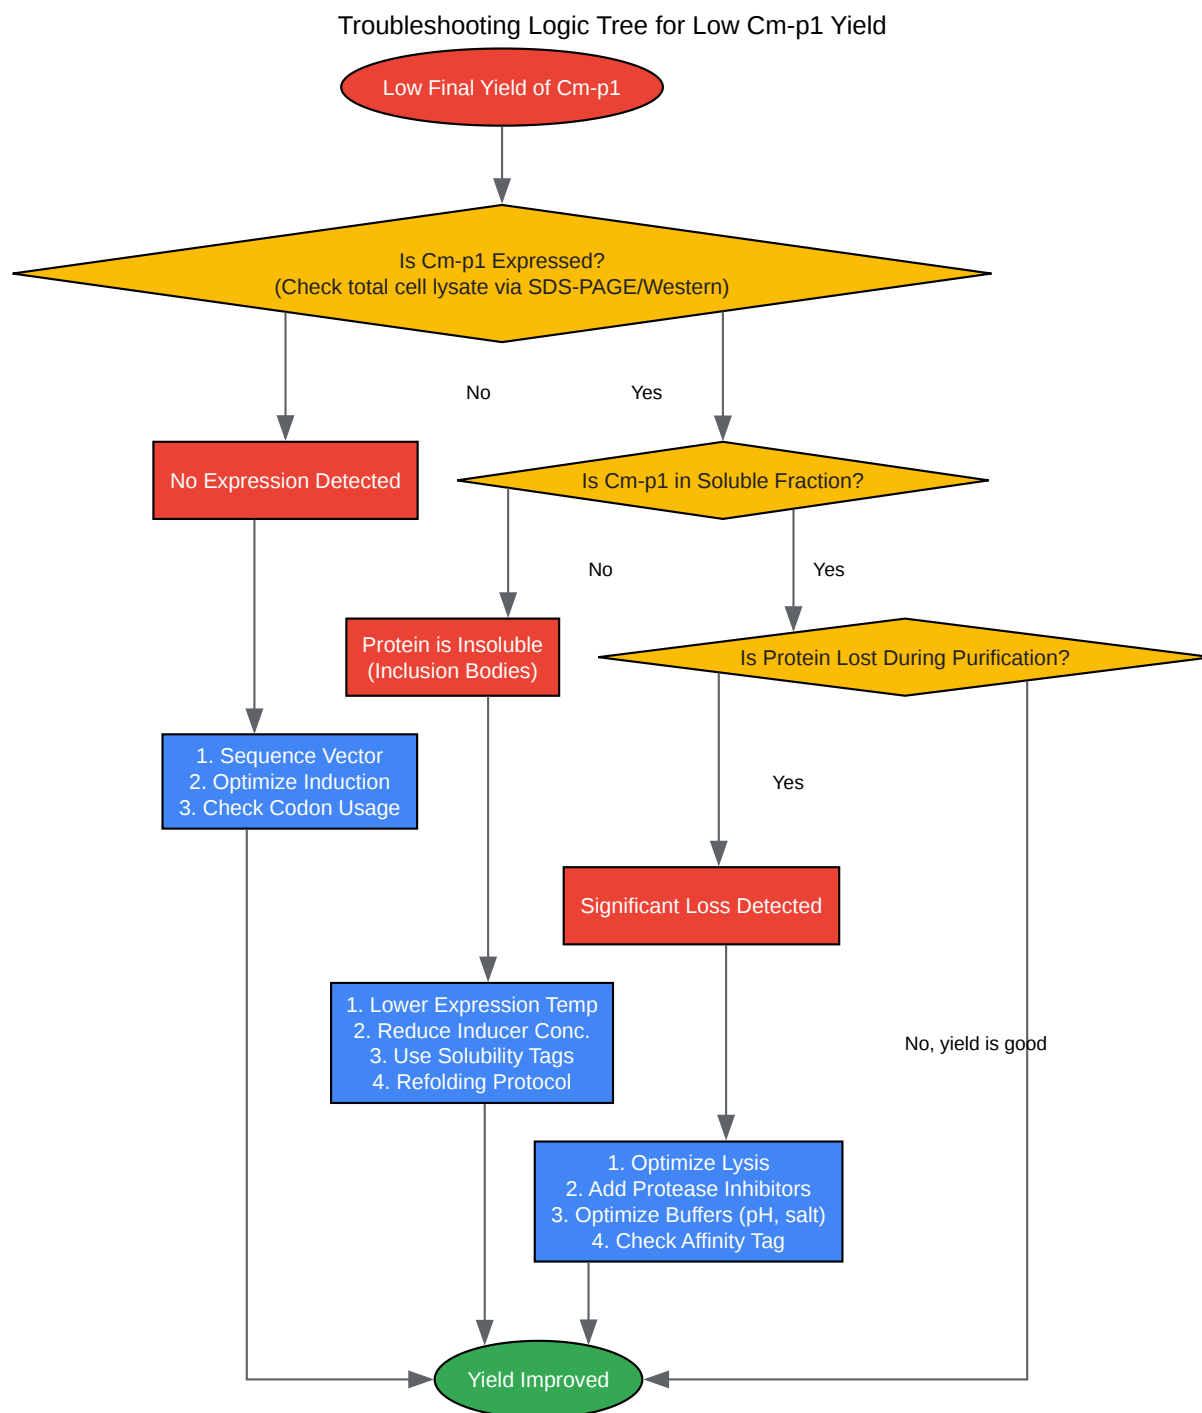 Troubleshooting Logic Tree for Low Cm-p1 Yield
Low Final Yield of Cm-p1
Is Cm-p1 Expressed?
(Check total cell lysate via SDS-PAGE/Western)
No
Yes
No Expression Detected
Is Cm-p1 in Soluble Fraction?
No
Yes
Protein is Insoluble
(Inclusion Bodies)
Is Protein Lost During Purification?
1. Sequence Vector
2. Optimize Induction
3. Check Codon Usage
Yes
Significant Loss Detected
1. Lower Expression Temp
2. Reduce Inducer Conc.
3. Use Solubility Tags
4. Refolding Protocol
No, yield is good
1. Optimize Lysis
2. Add Protease Inhibitors
3. Optimize Buffers (pH, salt)
4. Check Affinity Tag
Yield Improved